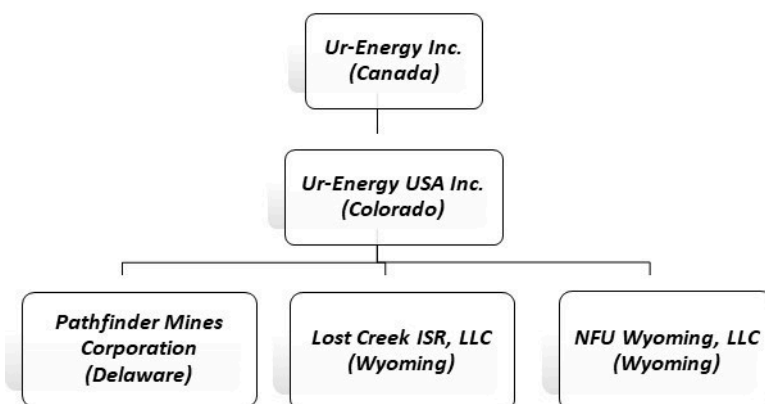 Ur-Energy Inc.
(Canada)
Ur-Energy USA Inc.
(Colorado)
Pathfinder Mines
Corporation
(Delaware)
Lost Creek ISR, LLC
(Wyoming)
NFU Wyoming, LLC
(Wyoming)